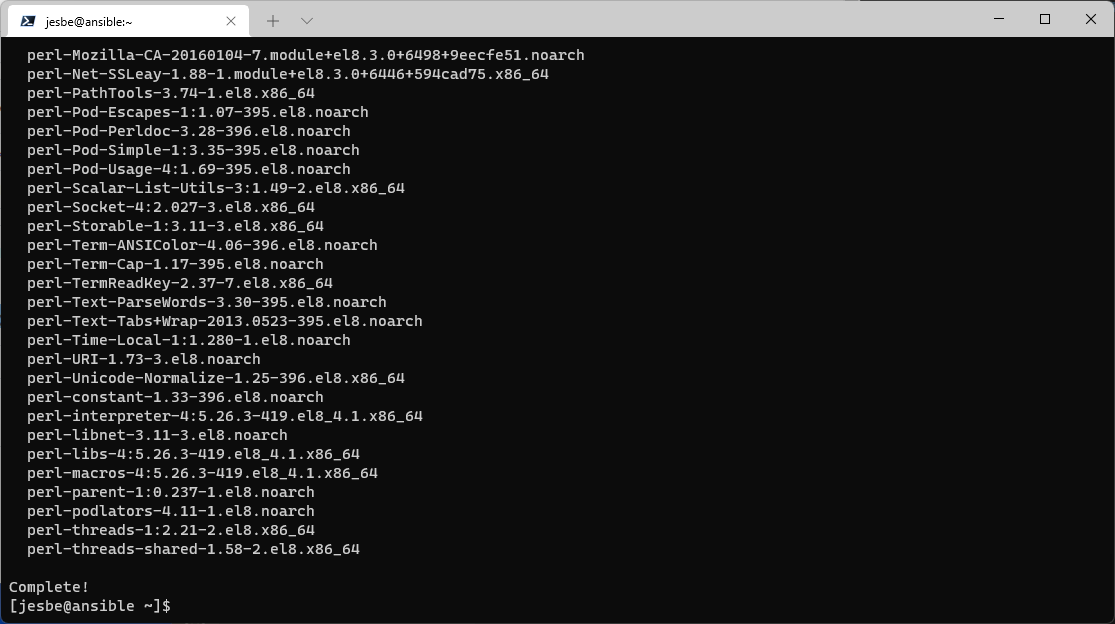 jesbe@ansible:~
perl-Mozilla-CA-20160104-7.module+el8.3.0+6498+9eecfe51.noarch
perl-Net-SSLeay-1.88-1.module+el8.3.0+6446+594cad75.x86_64
perl-PathTools-3.74-1.el8.x86_64
perl-Pod-Escapes-1:1.07-395.el8.noarch
perl-Pod-Perldoc-3.28-396.el8.noarch
perl-Pod-Simple-1:3.35-395.el8.noarch
perl-Pod-Usage-4:1.69-395.el8.noarch
perl-Scalar-List-Utils-3:1.49-2.el8.x86_64
perl-Socket-4:2.027-3.el8.x86_64
perl-Storable-1:3.11-3.el8.x86_64
perl-Term-ANSIColor-4.06-396.el8.noarch
perl-Term-Cap-1.17-395.el8.noarch
perl-TermReadKey-2.37-7.el8.x86_64
perl-Text-ParseWords-3.30-395.el8.noarch
perl-Text-Tabs+Wrap-2013.0523-395.el8.noarch
perl-Time-Local-1:1.280-1.el8.noarch
perl-URI-1.73-3.el8.noarch
perl-Unicode-Normalize-1.25-396.el8.x86_64
perl-constant-1.33-396.el8.noarch
perl-interpreter-4:5.26.3-419.el8_4.1.x86_64
perl-libnet-3.11-3.el8.noarch
perl-libs-4:5.26.3-419.el8_4.1.x86_64
perl-macros-4:5.26.3-419.el8_4.1.x86_64
perl-parent-1:0.237-1.el8.noarch
perl-podlators-4.11-1.el8.noarch
perl-threads-1:2.21-2.el8.x86_64
perl-threads-shared-1.58-2.el8.x86_64
Complete!
[jesbe@ansible ~]$